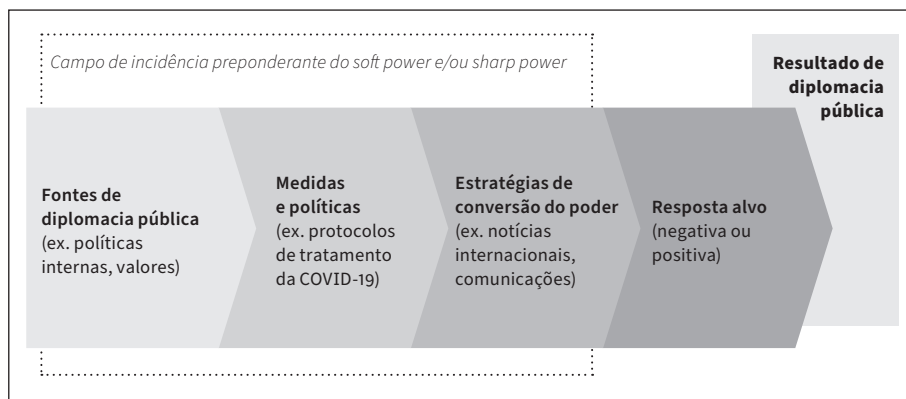 Campo de incidência preponderante do soft power e/ou sharp power
Resultado de
diplomacia
pública
Fontes de
diplomacia pública
(ex. políticas
internas, valores)
Medidas
e políticas
(ex. protocolos
de tratamento
da COVID-19)
Estratégias de
conversão do poder
(ex. notícias
internacionais,
comunicações)
Resposta alvo
(negativa ou
positiva)